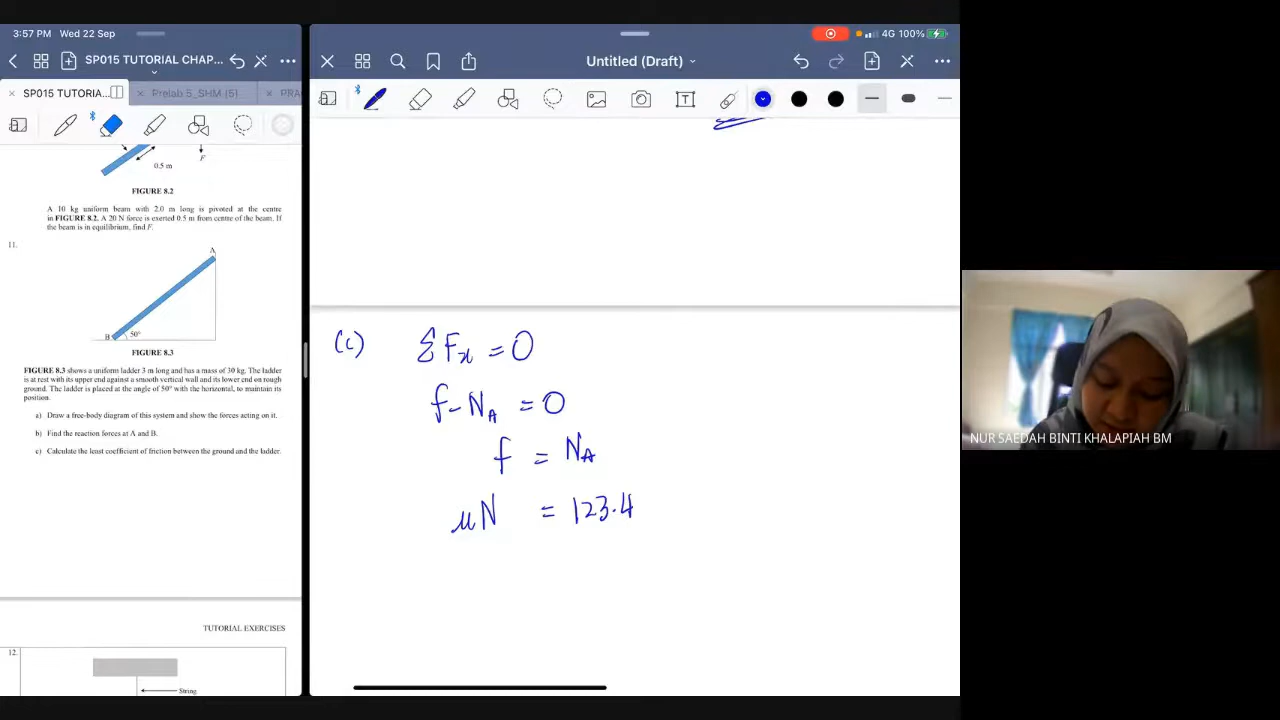 3:57 PM Wed 22 Sep
4G 100%
SP015 TUTORIAL CHAP...
Untitled (Draft)
SP015 TUTORIA...
Prelab 5_SHM (5)
PRA
0.5 m
F
FIGURE 8.2
A 10 kg uniform beam with 2.0 m long is pivoted at the centre
in FIGURE 8.2. A 20 N force is exerted 0.5 m from centre of the beam. If
the beam is in equilibrium, find F.
11.
A
B
50°
FIGURE 8.3
FIGURE 8.3 shows a uniform ladder 3 m long and has a mass of 30 kg. The ladder
is at rest with its upper end against a smooth vertical wall and its lower end on rough
ground. The ladder is placed at the angle of 50° with the horizontal, to maintain its
position.
a) Draw a free-body diagram of this system and show the forces acting on it.
b) Find the reaction forces at A and B.
c) Calculate the least coefficient of friction between the ground and the ladder.
TUTORIAL EXERCISES
12.
String
(c) ΣFx = 0
f - NA = 0
f = NA
μN = 123.4
NUR SAEDAH BINTI KHALAPIAH BM